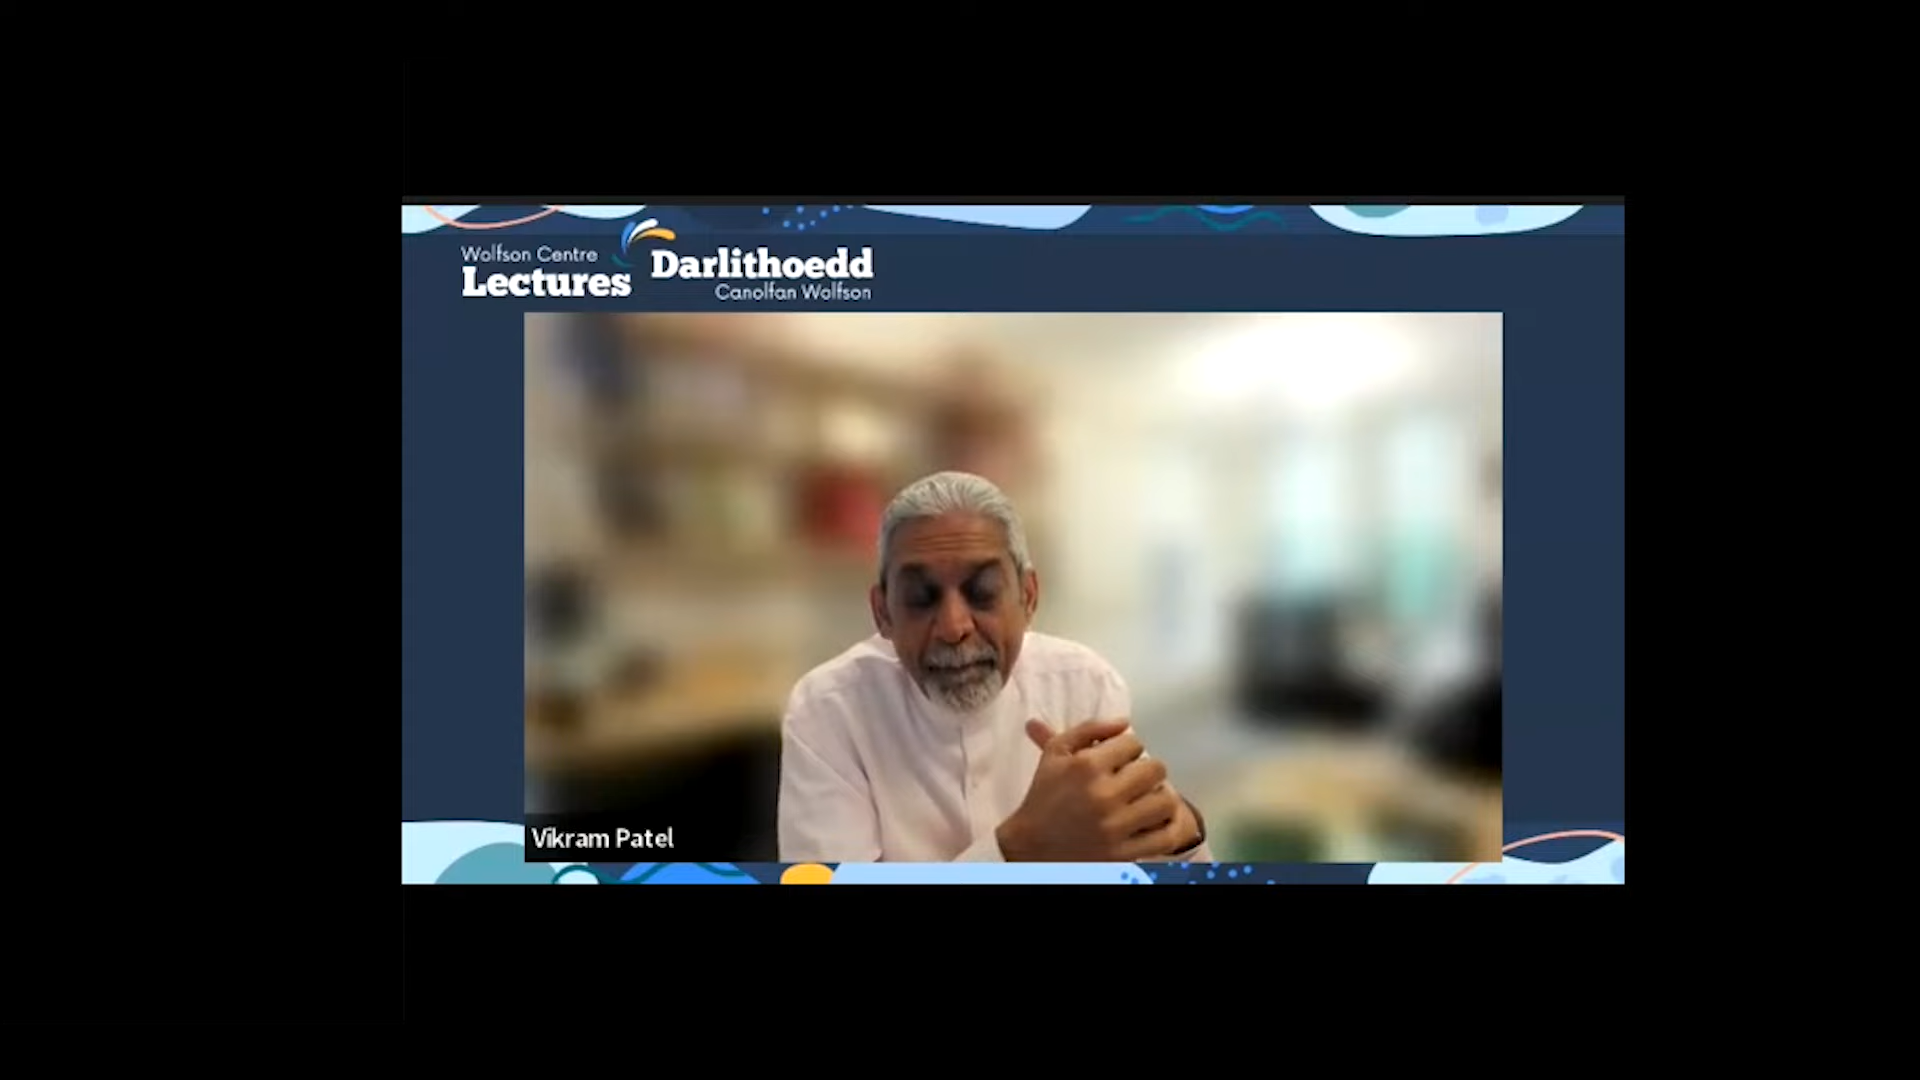 Wolfson Centre
Lectures
Darlithoedd
Canolfan Wolfson
Vikram Patel